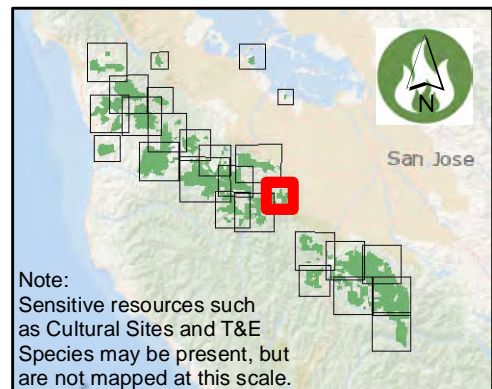 N
San Jose
Note:
Sensitive resources such
as Cultural Sites and T&E
Species may be present, but
are not mapped at this scale.